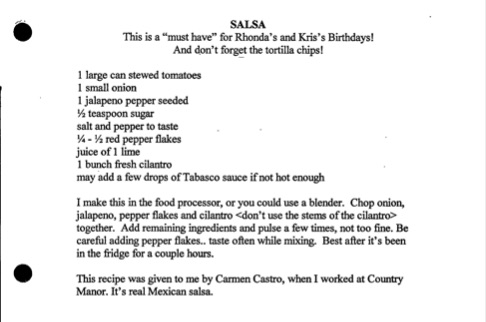 SALSA
This is a “must have” for Rhonda’s and Kris’s Birthdays!
And don’t forget the tortilla chips!
1 large can stewed tomatoes
1 small onion
1 jalapeno pepper seeded
½ teaspoon sugar
salt and pepper to taste
¼ - ½ red pepper flakes
juice of 1 lime
1 bunch fresh cilantro
may add a few drops of Tabasco sauce if not hot enough
I make this in the food processor, or you could use a blender. Chop onion,
jalapeno, pepper flakes and cilantro <don’t use the stems of the cilantro>
together. Add remaining ingredients and pulse a few times, not too fine. Be
careful adding pepper flakes.. taste often while mixing. Best after it’s been
in the fridge for a couple hours.
This recipe was given to me by Carmen Castro, when I worked at Country
Manor. It’s real Mexican salsa.